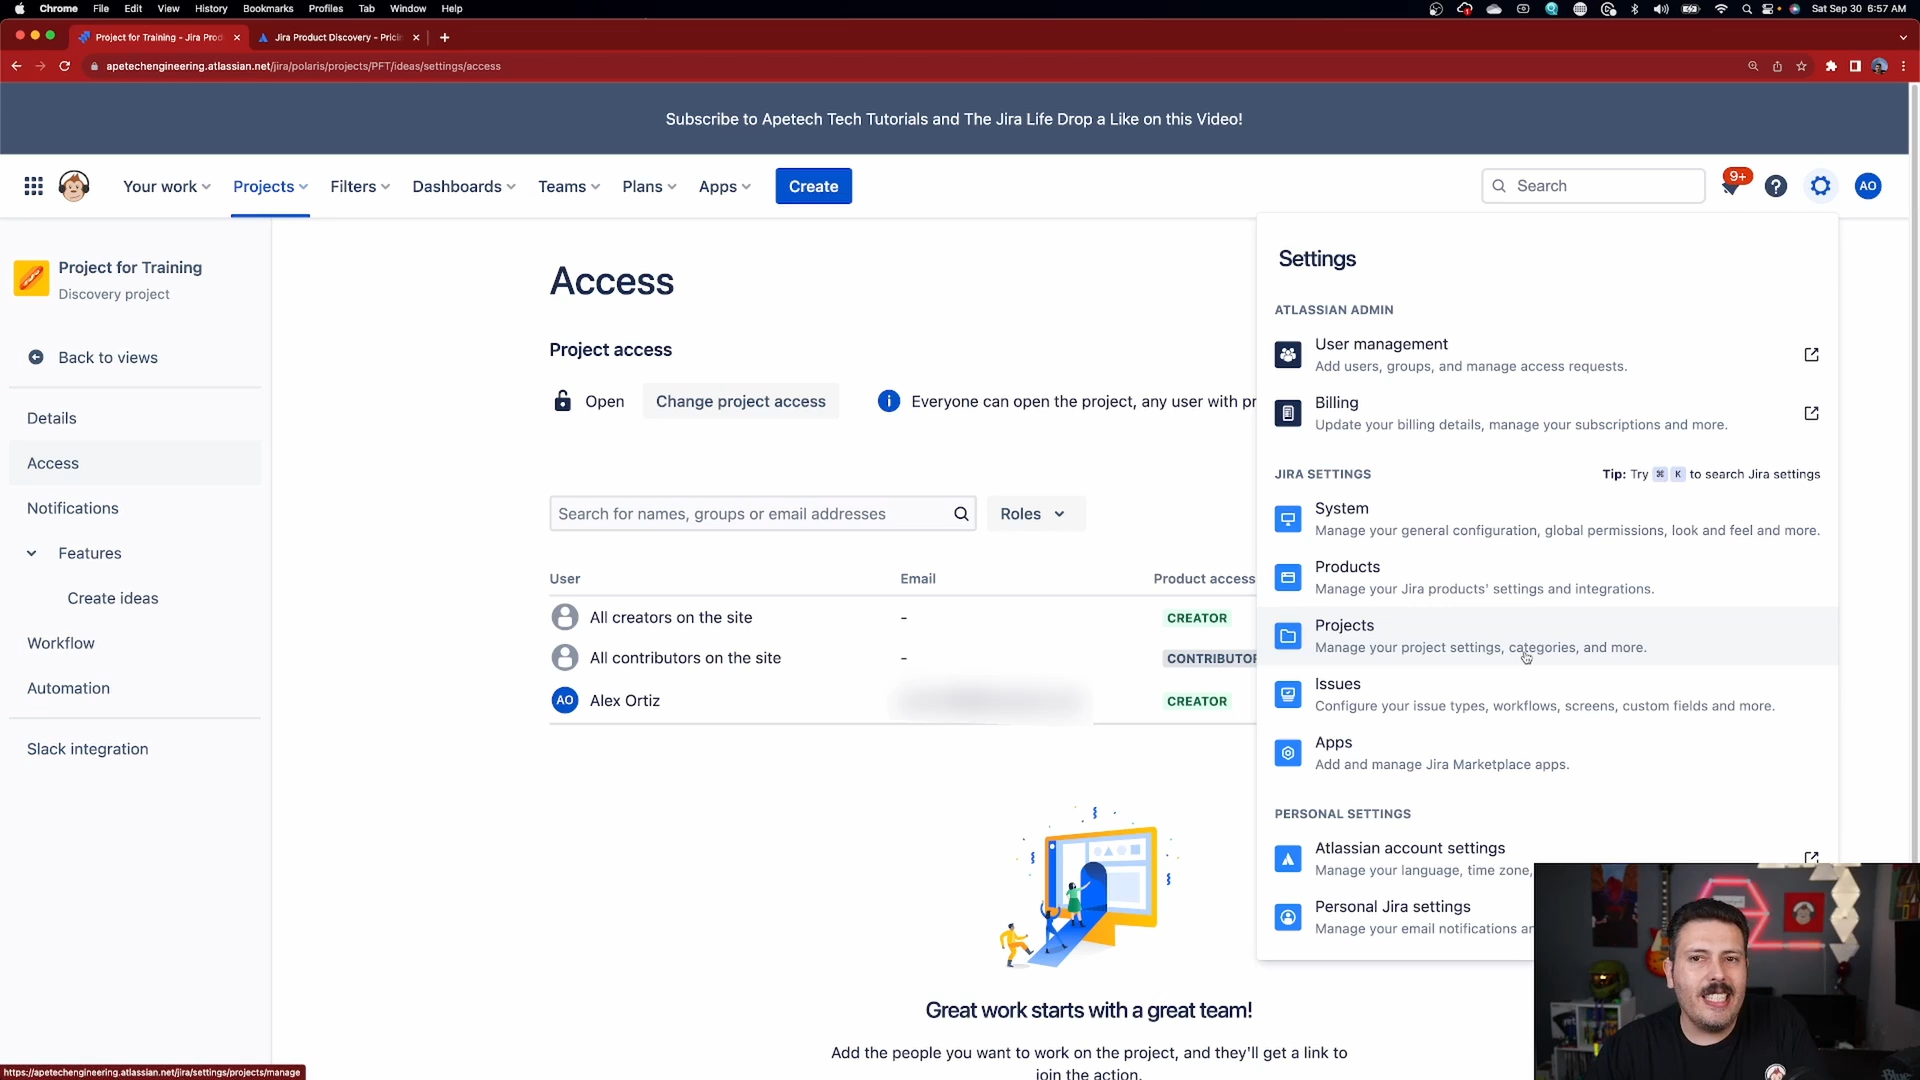 Chrome File Edit View History Bookmarks Profiles Tab Window Help
Sat Sep 30 6:57 AM
Project for Training - Jira Prod
Jira Product Discovery - Prici
apetechengineering.atlassian.net/jira/polaris/projects/PFT/ideas/settings/access
Subscribe to Apetech Tech Tutorials and The Jira Life Drop a Like on this Video!
Your work Projects Filters Dashboards Teams Plans Apps Create
Search
9+
AO
Project for Training
Discovery project
Back to views
Details
Access
Notifications
Features
Create ideas
Workflow
Automation
Slack integration
Access
Project access
Open Change project access Everyone can open the project, any user with pr
Search for names, groups or email addresses Roles
User Email Product access
All creators on the site - CREATOR
All contributors on the site - CONTRIBUTOR
AO Alex Ortiz CREATOR
Great work starts with a great team!
Add the people you want to work on the project, and they'll get a link to
join the action.
Settings
ATLASSIAN ADMIN
User management
Add users, groups, and manage access requests.
Billing
Update your billing details, manage your subscriptions and more.
JIRA SETTINGS
Tip: Try ⌘ K to search Jira settings
System
Manage your general configuration, global permissions, look and feel and more.
Products
Manage your Jira products' settings and integrations.
Projects
Manage your project settings, categories, and more.
Issues
Configure your issue types, workflows, screens, custom fields and more.
Apps
Add and manage Jira Marketplace apps.
PERSONAL SETTINGS
Atlassian account settings
Manage your language, time zone,
Personal Jira settings
Manage your email notifications
https://apetechengineering.atlassian.net/jira/settings/projects/manage